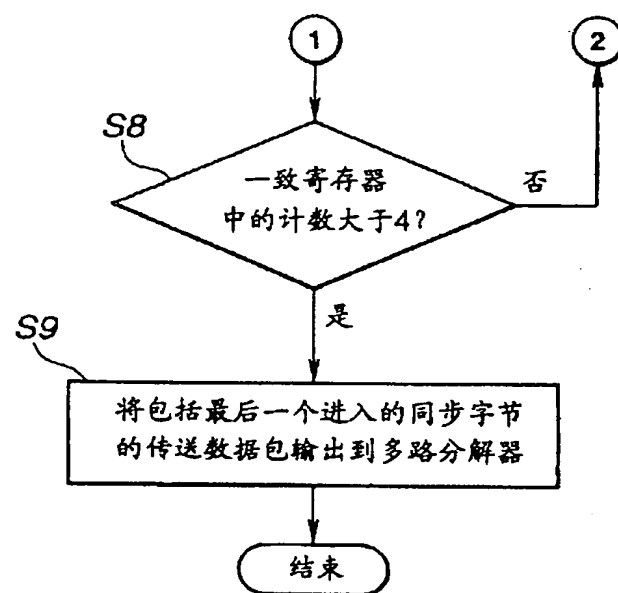 1
2
S8
一致寄存器
中的计数大于4?
否
是
S9
将包括最后一个进入的同步字节
的传送数据包输出到多路分解器
结束